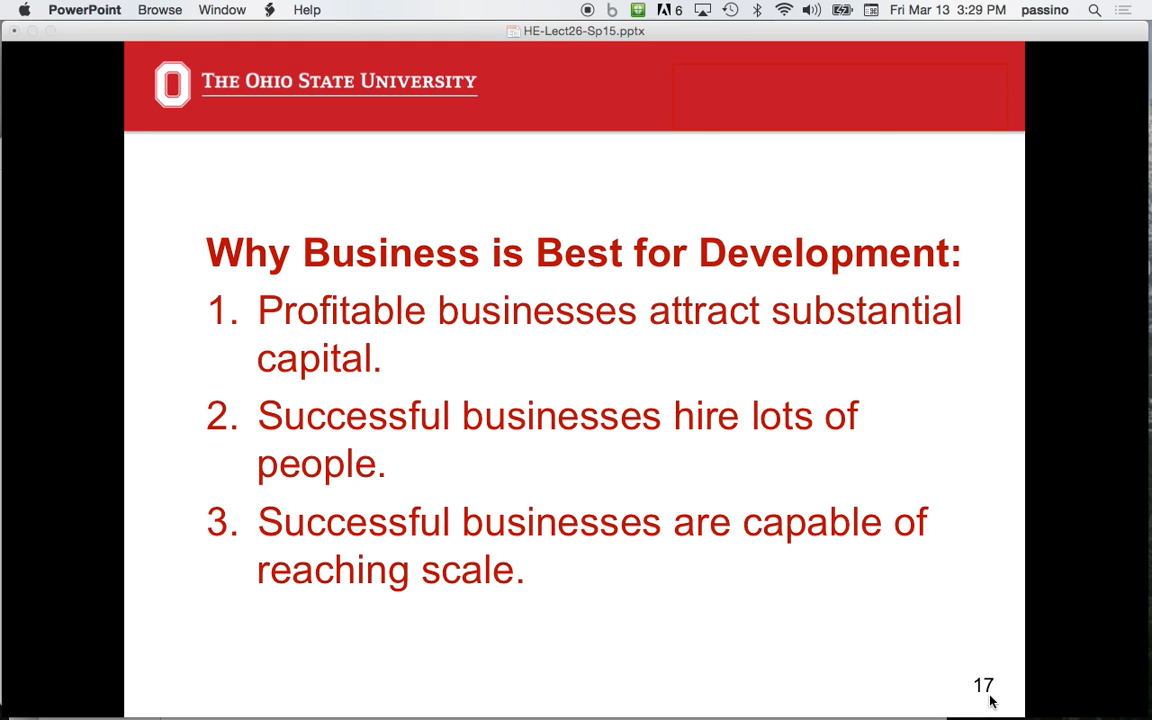 PowerPoint Browse Window Help 6 Fri Mar 13 3:29 PM passino
HE-Lect26-Sp15.pptx
THE OHIO STATE UNIVERSITY
Why Business is Best for Development:
1. Profitable businesses attract substantial
capital.
2. Successful businesses hire lots of
people.
3. Successful businesses are capable of
reaching scale.
17